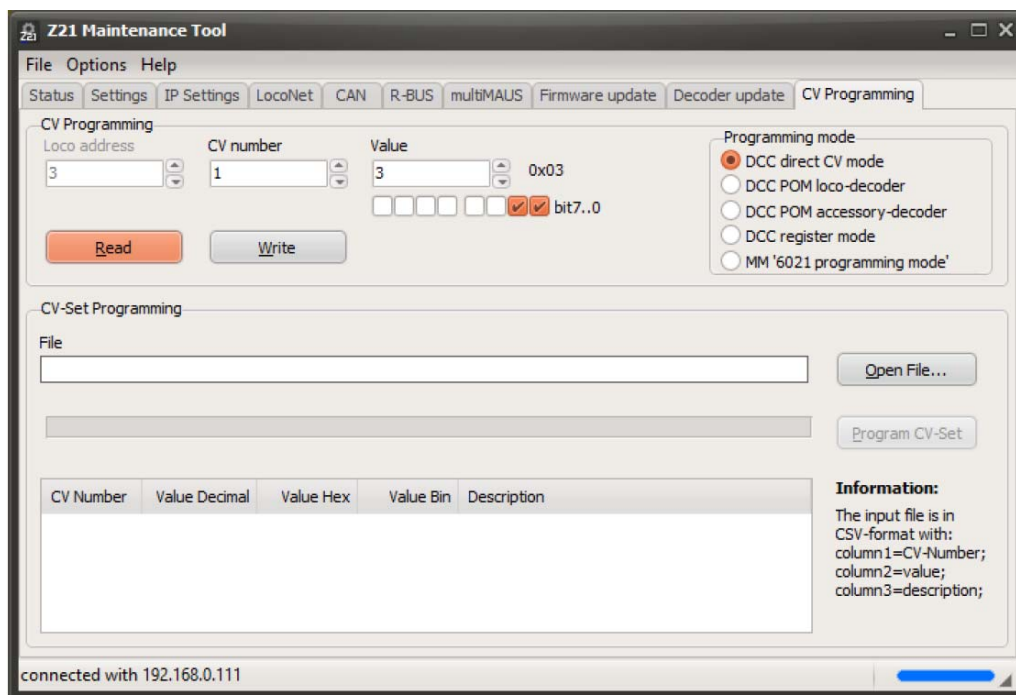 Z21 Maintenance Tool
File Options Help
Status Settings IP Settings LocoNet CAN R-BUS multiMAUS Firmware update Decoder update CV Programming
CV Programming
Loco address CV number Value
3 1 3 0x03
bit7..0
Read Write
Programming mode
DCC direct CV mode
DCC POM loco-decoder
DCC POM accessory-decoder
DCC register mode
MM '6021 programming mode'
CV-Set Programming
File
Open File...
Program CV-Set
CV Number Value Decimal Value Hex Value Bin Description
Information:
The input file is in
CSV-format with:
column1=CV-Number;
column2=value;
column3=description;
connected with 192.168.0.111